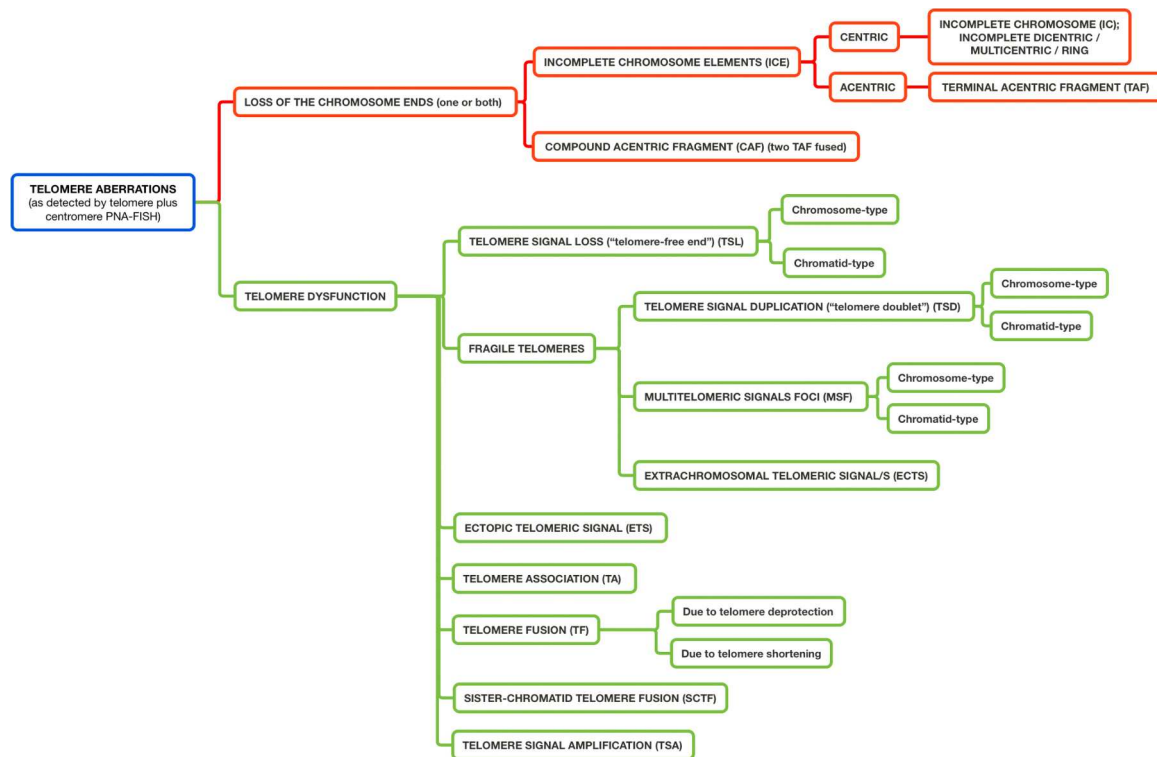 INCOMPLETE CHROMOSOME (IC);
INCOMPLETE DICENTRIC /
MULTICENTRIC / RING
CENTRIC
INCOMPLETE CHROMOSOME ELEMENTS (ICE)
ACENTRIC
TERMINAL ACENTRIC FRAGMENT (TAF)
LOSS OF THE CHROMOSOME ENDS (one or both)
COMPOUND ACENTRIC FRAGMENT (CAF) (two TAF fused)
TELOMERE ABERRATIONS
(as detected by telomere plus
centromere PNA-FISH)
Chromosome-type
TELOMERE SIGNAL LOSS (“telomere-free end”) (TSL)
Chromatid-type
TELOMERE DYSFUNCTION
Chromosome-type
TELOMERE SIGNAL DUPLICATION (“telomere doublet”) (TSD)
Chromatid-type
FRAGILE TELOMERES
Chromosome-type
MULTITELOMERIC SIGNALS FOCI (MSF)
Chromatid-type
EXTRACHROMOSOMAL TELOMERIC SIGNAL/S (ECTS)
ECTOPIC TELOMERIC SIGNAL (ETS)
TELOMERE ASSOCIATION (TA)
Due to telomere deprotection
TELOMERE FUSION (TF)
Due to telomere shortening
SISTER-CHROMATID TELOMERE FUSION (SCTF)
TELOMERE SIGNAL AMPLIFICATION (TSA)